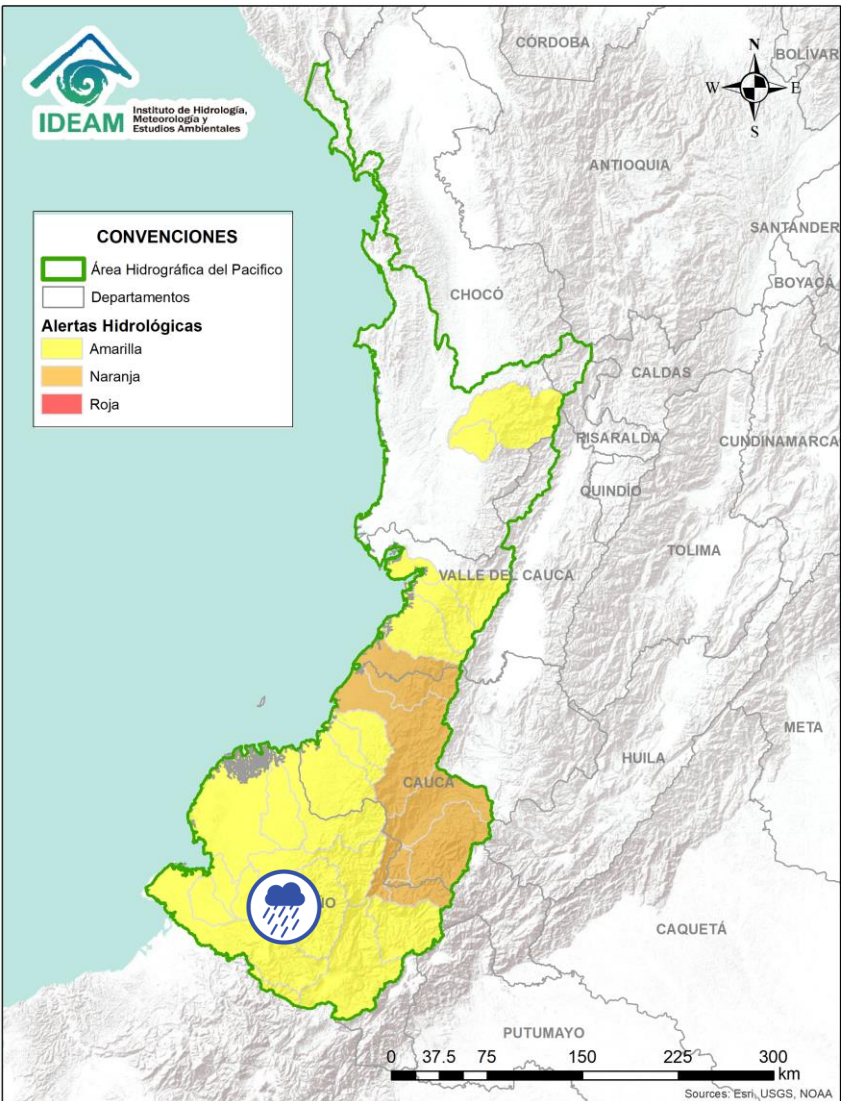 IDEAM
Instituto de Hidrología,
Meteorología y
Estudios Ambientales
N
W
E
S
CÓRDOBA
BOLÍVAR
ANTIOQUIA
SANTANDER
BOYACÁ
CONVENCIONES
Área Hidrográfica del Pacifico
Departamentos
Alertas Hidrológicas
Amarilla
Naranja
Roja
CHOCÓ
CALDAS
RISARALDA
CUNDINAMARCA
QUINDÍO
TOLIMA
VALLE DEL CAUCA
META
HUILA
CAUCA
CAQUETÁ
PUTUMAYO
0 37.5 75 150 225 300
km
Sources: Esri, USGS, NOAA